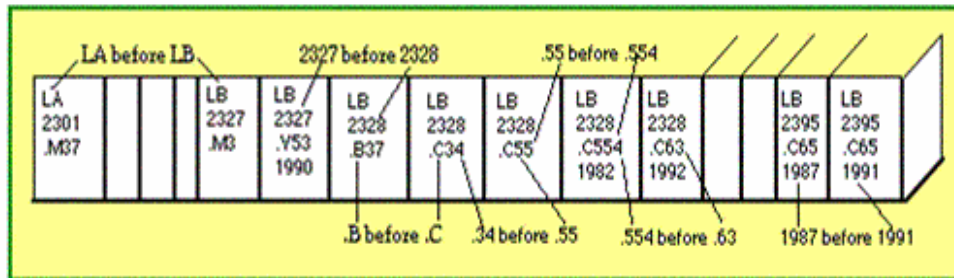 LA before LB
2327 before 2328
.55 before .554
LA
2301
.M37
LB
2327
.M3
LB
2327
.Y53
1990
LB
2328
.B37
LB
2328
.C34
LB
2328
.C55
LB
2328
.C554
1982
LB
2328
.C63
1992
LB
2395
.C65
1987
LB
2395
.C65
1991
.B before .C
.34 before .55
.554 before .63
1987 before 1991